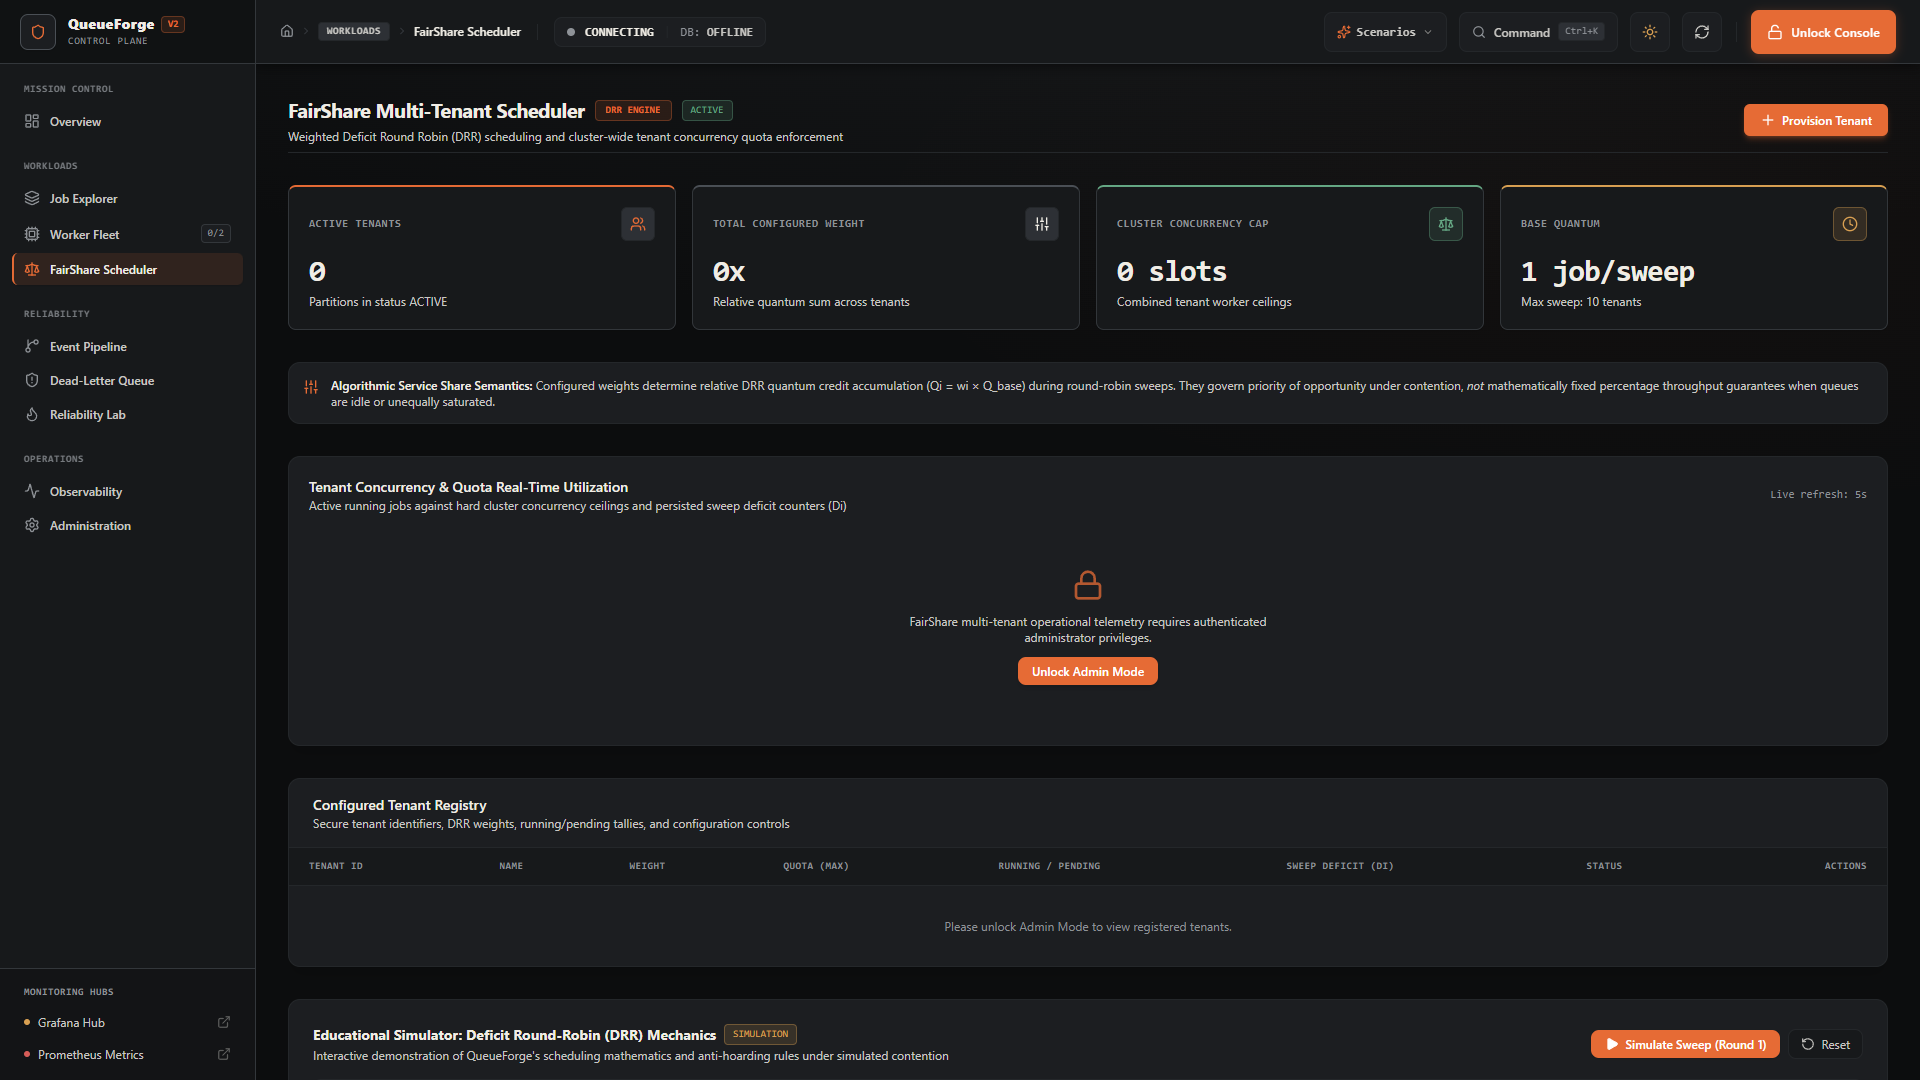 QueueForge V2
CONTROL PLANE
MISSION CONTROL
Overview
WORKLOADS
Job Explorer
Worker Fleet 0/2
FairShare Scheduler
RELIABILITY
Event Pipeline
Dead-Letter Queue
Reliability Lab
OPERATIONS
Observability
Administration
MONITORING HUBS
Grafana Hub
Prometheus Metrics
WORKLOADS FairShare Scheduler CONNECTING DB: OFFLINE Scenarios Command Ctrl+K Unlock Console
FairShare Multi-Tenant Scheduler DRR ENGINE ACTIVE
Weighted Deficit Round Robin (DRR) scheduling and cluster-wide tenant concurrency quota enforcement
Provision Tenant
ACTIVE TENANTS
0
Partitions in status ACTIVE
TOTAL CONFIGURED WEIGHT
0x
Relative quantum sum across tenants
CLUSTER CONCURRENCY CAP
0 slots
Combined tenant worker ceilings
BASE QUANTUM
1 job/sweep
Max sweep: 10 tenants
Algorithmic Service Share Semantics: Configured weights determine relative DRR quantum credit accumulation (Qi = wi × Q_base) during round-robin sweeps. They govern priority of opportunity under contention, not mathematically fixed percentage throughput guarantees when queues
are idle or unequally saturated.
Tenant Concurrency & Quota Real-Time Utilization
Active running jobs against hard cluster concurrency ceilings and persisted sweep deficit counters (Di)
Live refresh: 5s
FairShare multi-tenant operational telemetry requires authenticated
administrator privileges.
Unlock Admin Mode
Configured Tenant Registry
Secure tenant identifiers, DRR weights, running/pending tallies, and configuration controls
TENANT ID NAME WEIGHT QUOTA (MAX) RUNNING / PENDING SWEEP DEFICIT (DI) STATUS ACTIONS
Please unlock Admin Mode to view registered tenants.
Educational Simulator: Deficit Round-Robin (DRR) Mechanics SIMULATION
Interactive demonstration of QueueForge's scheduling mathematics and anti-hoarding rules under simulated contention
Simulate Sweep (Round 1) Reset